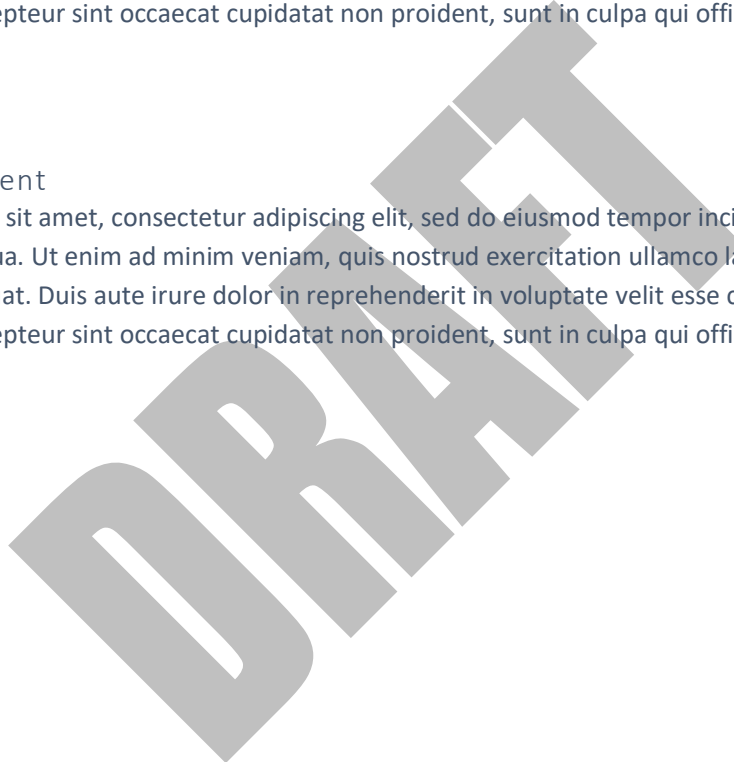 epteur sint occaecat cupidatat non proident, sunt in culpa qui offi
ent
sit amet, consectetur adipiscing elit, sed do eiusmod tempor inci
ua. Ut enim ad minim veniam, quis nostrud exercitation ullamco la
at. Duis aute irure dolor in reprehenderit in voluptate velit esse c
epteur sint occaecat cupidatat non proident, sunt in culpa qui offi
DRAFT